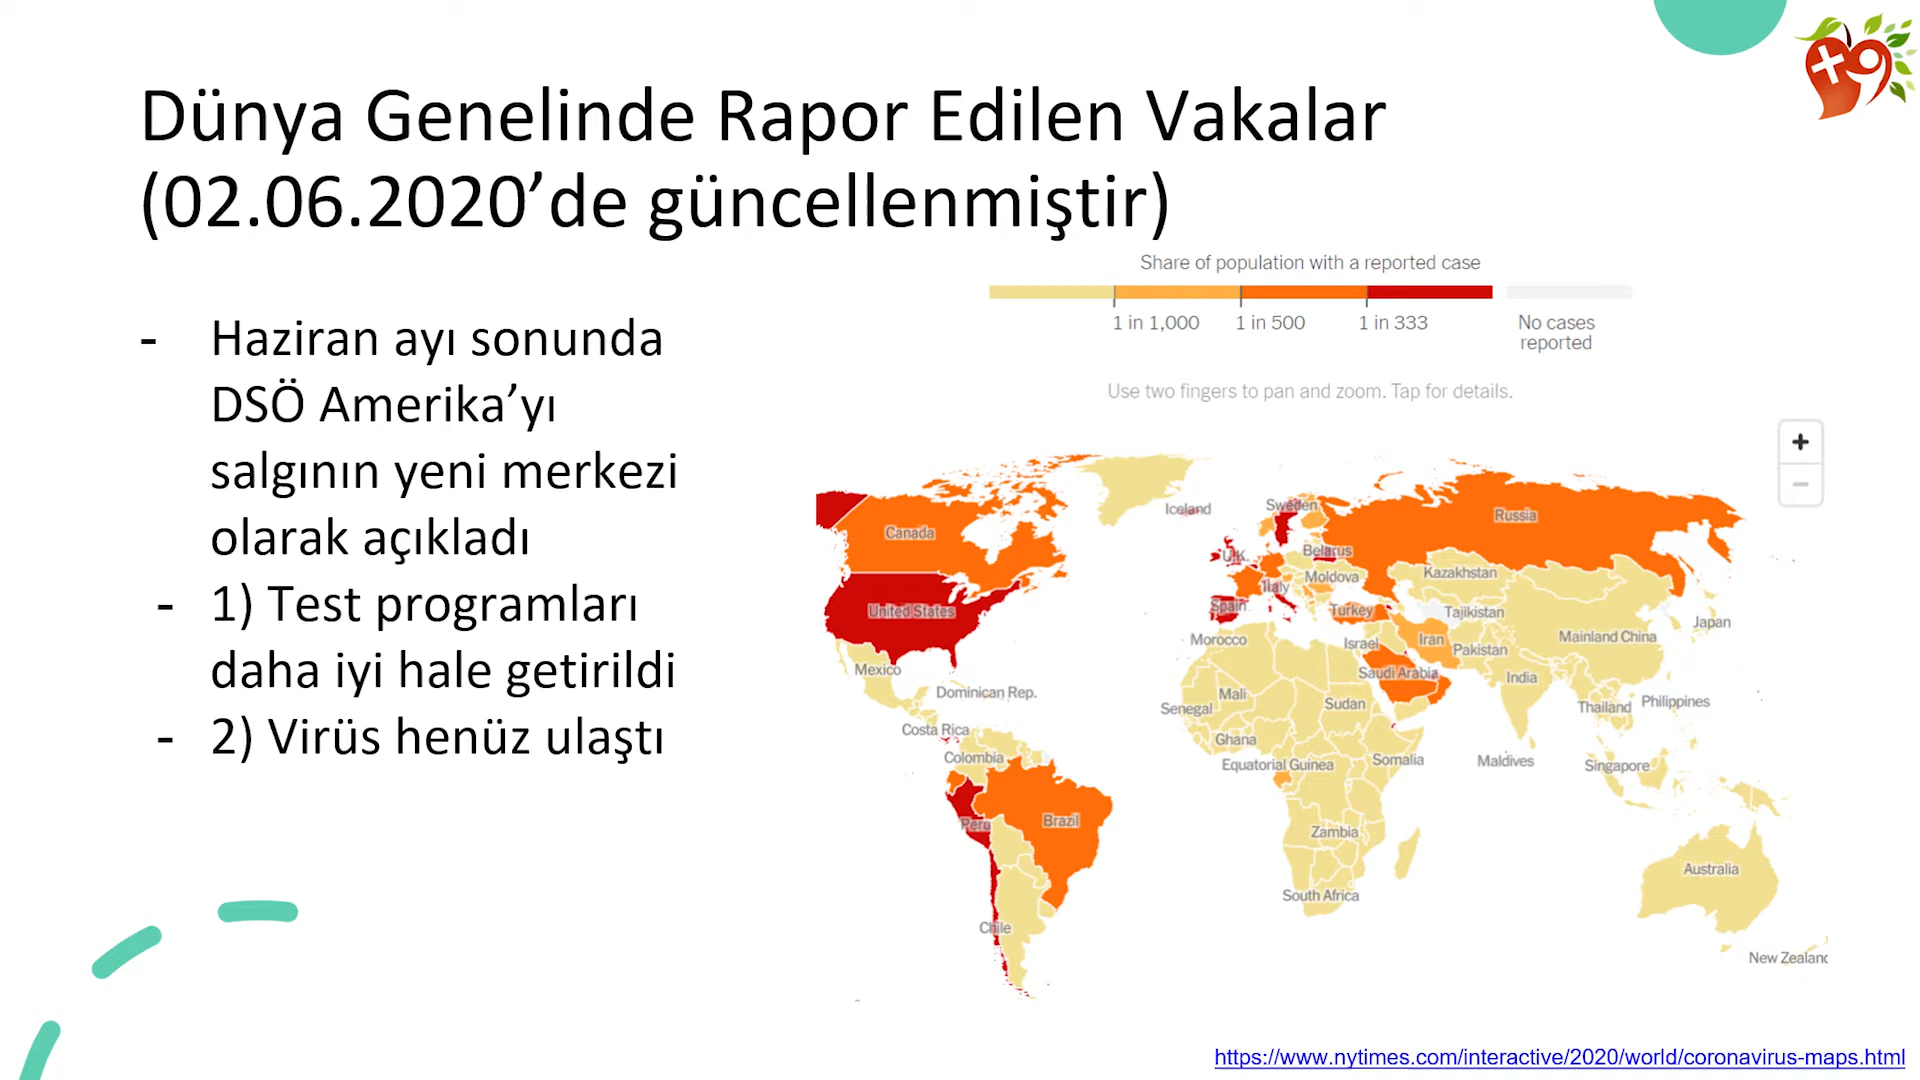 Dünya Genelinde Rapor Edilen Vakalar
(02.06.2020’de güncellenmiştir)
- Haziran ayı sonunda
DSÖ Amerika’yı
salgının yeni merkezi
olarak açıkladı
- 1) Test programları
daha iyi hale getirildi
- 2) Virüs henüz ulaştı
Share of population with a reported case
1 in 1,000
1 in 500
1 in 333
No cases
reported
Use two fingers to pan and zoom. Tap for details.
+
−
Iceland
Sweden
Russia
Canada
U.K.
Belarus
Kazakhstan
Moldova
Italy
United States
Spain
Turkey
Tajikistan
Japan
Morocco
Israel
Iran
Mainland China
Pakistan
Mexico
Saudi Arabia
India
Dominican Rep.
Mali
Sudan
Philippines
Senegal
Thailand
Costa Rica
Ghana
Colombia
Equatorial Guinea
Somalia
Maldives
Singapore
Peru
Brazil
Zambia
Australia
South Africa
Chile
New Zealand
https://www.nytimes.com/interactive/2020/world/coronavirus-maps.html